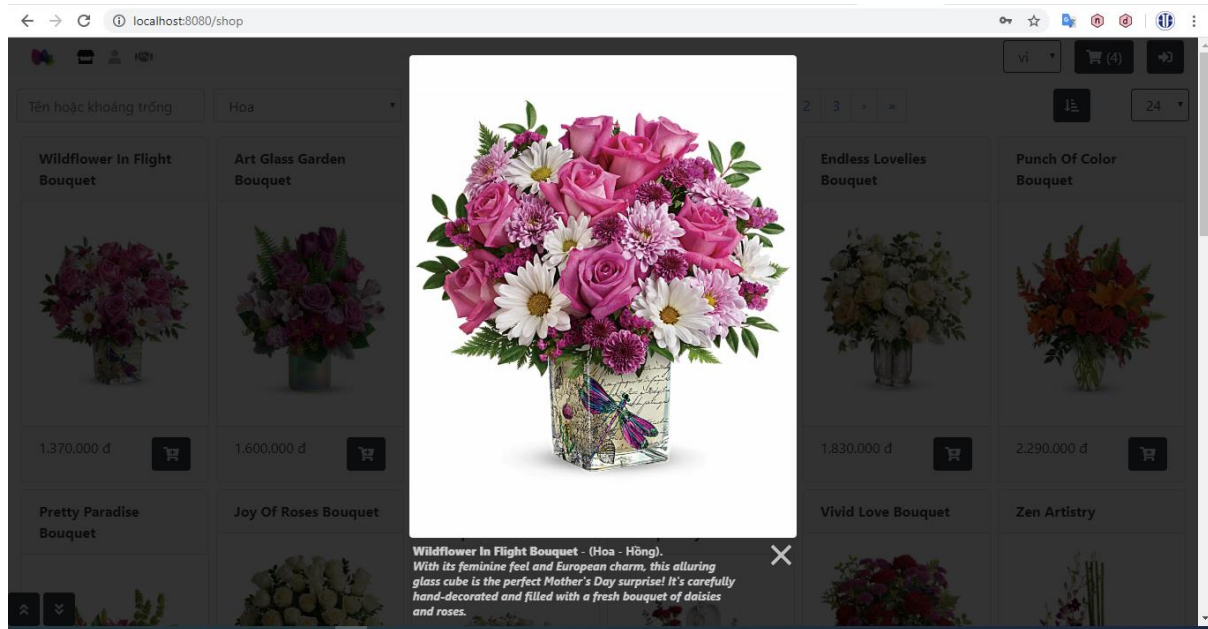 localhost:8080/shop
vi
(4)
Tên hoặc khoảng trống
Hoa
2 3 › »
24
Wildflower In Flight
Bouquet
Art Glass Garden
Bouquet
Endless Lovelies
Bouquet
Punch Of Color
Bouquet
1.370.000 đ
1.600.000 đ
1.830.000 đ
2.290.000 đ
Pretty Paradise
Bouquet
Joy Of Roses Bouquet
Vivid Love Bouquet
Zen Artistry
Wildflower In Flight Bouquet - (Hoa - Hồng).
With its feminine feel and European charm, this alluring
glass cube is the perfect Mother's Day surprise! It's carefully
hand-decorated and filled with a fresh bouquet of daisies
and roses.